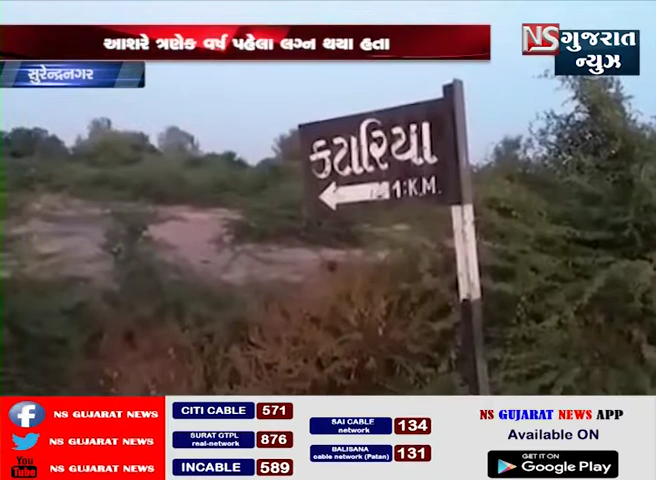 આશરે ત્રણેક વર્ષ પહેલા લગ્ન થયા હતા
NS ગુજરાત
ન્યુઝ
સુરેન્દ્રનગર
કટારિયા
1:K.M.
NS GUJARAT NEWS
NS GUJARAT NEWS
You Tube NS GUJARAT NEWS
CITI CABLE 571
SURAT GTPL real-network 876
INCABLE 589
SAI CABLE network 134
BALISANA cable network (Patan) 131
NS GUJARAT NEWS APP
Available ON
GET IT ON
Google Play